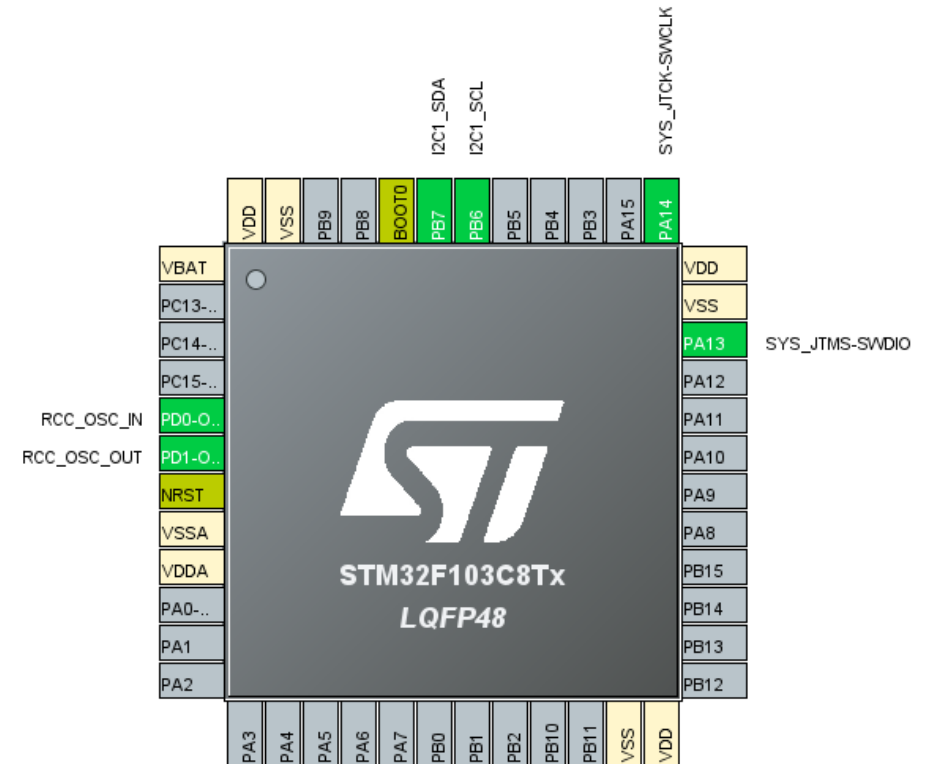 I2C1_SDA
I2C1_SCL
SYS_JTCK-SWCLK
VDD
VSS
PB9
PB8
BOOT0
PB7
PB6
PB5
PB4
PB3
PA15
PA14
VBAT
PC13-..
PC14-..
PC15-..
RCC_OSC_IN PD0-O..
RCC_OSC_OUT PD1-O..
NRST
VSSA
VDDA
PA0-..
PA1
PA2
VDD
VSS
PA13 SYS_JTMS-SWDIO
PA12
PA11
PA10
PA9
PA8
PB15
PB14
PB13
PB12
ST
STM32F103C8Tx
LQFP48
PA3
PA4
PA5
PA6
PA7
PB0
PB1
PB2
PB10
PB11
VSS
VDD